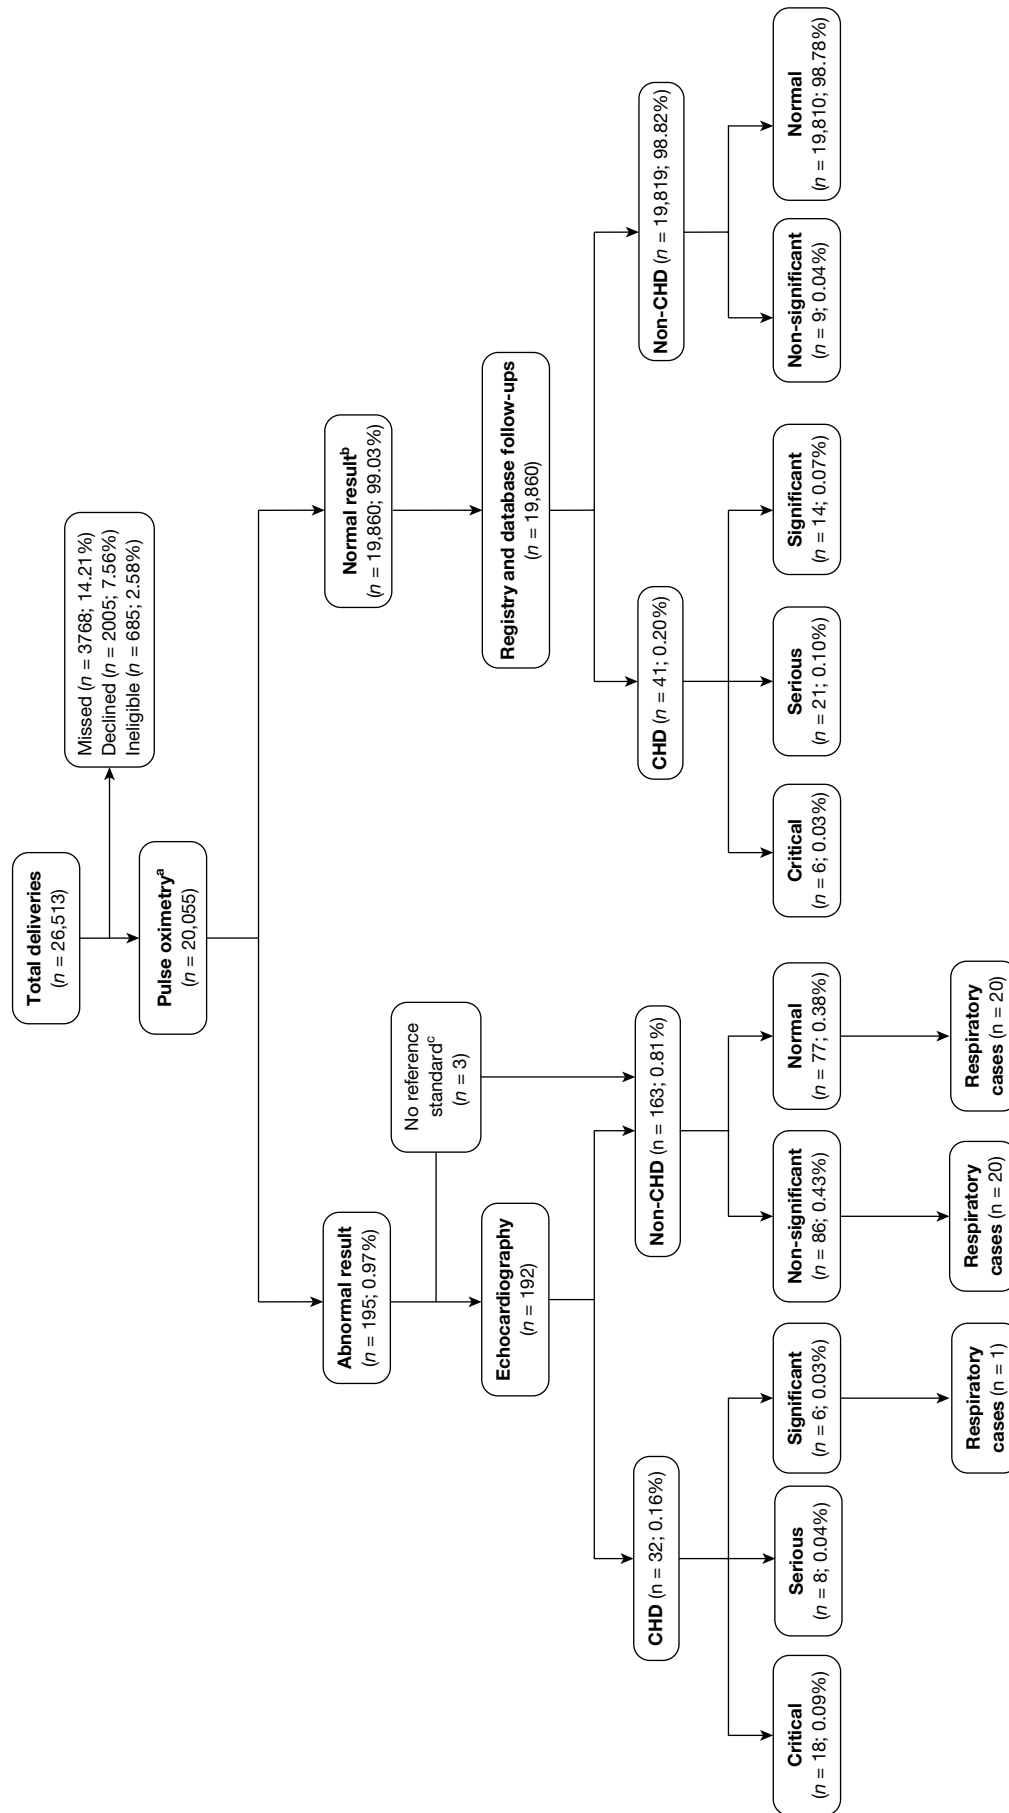 Total deliveries
(n = 26,513)
Missed (n = 3768; 14.21%)
Declined (n = 2005; 7.56%)
Ineligible (n = 685; 2.58%)
Pulse oximetryᵃ
(n = 20,055)
Abnormal result
(n = 195; 0.97%)
Normal resultᵇ
(n = 19,860; 99.03%)
No reference
standardᶜ
(n = 3)
Echocardiography
(n = 192)
Registry and database follow-ups
(n = 19,860)
CHD (n = 32; 0.16%)
Non-CHD (n = 163; 0.81%)
CHD (n = 41; 0.20%)
Non-CHD (n = 19,819; 98.82%)
Critical
(n = 18; 0.09%)
Serious
(n = 8; 0.04%)
Significant
(n = 6; 0.03%)
Non-significant
(n = 86; 0.43%)
Normal
(n = 77; 0.38%)
Critical
(n = 6; 0.03%)
Serious
(n = 21; 0.10%)
Significant
(n = 14; 0.07%)
Non-significant
(n = 9; 0.04%)
Normal
(n = 19,810; 98.78%)
Respiratory
cases (n = 1)
Respiratory
cases (n = 20)
Respiratory
cases (n = 20)